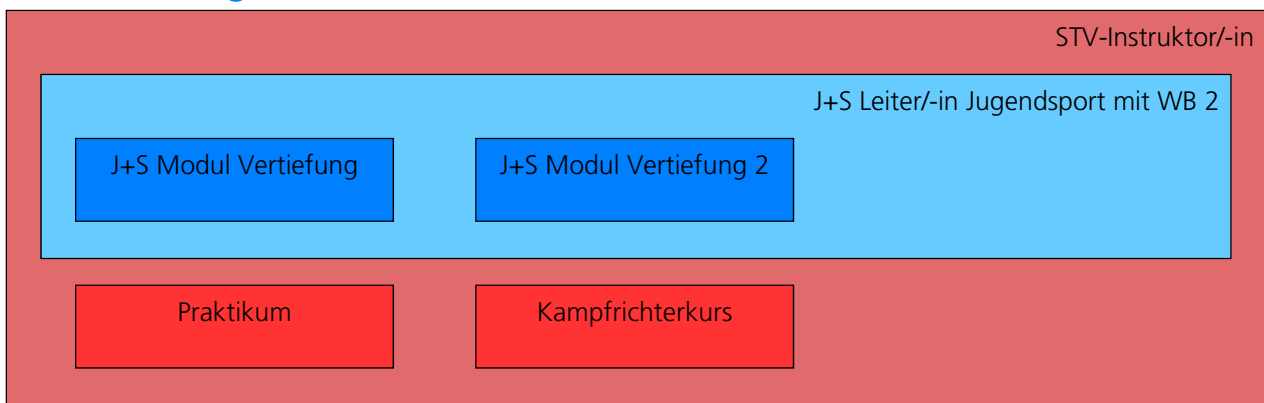 STV-Instruktor/-in
J+S Leiter/-in Jugendsport mit WB 2
J+S Modul Vertiefung
J+S Modul Vertiefung 2
Praktikum
Kampfrichterkurs